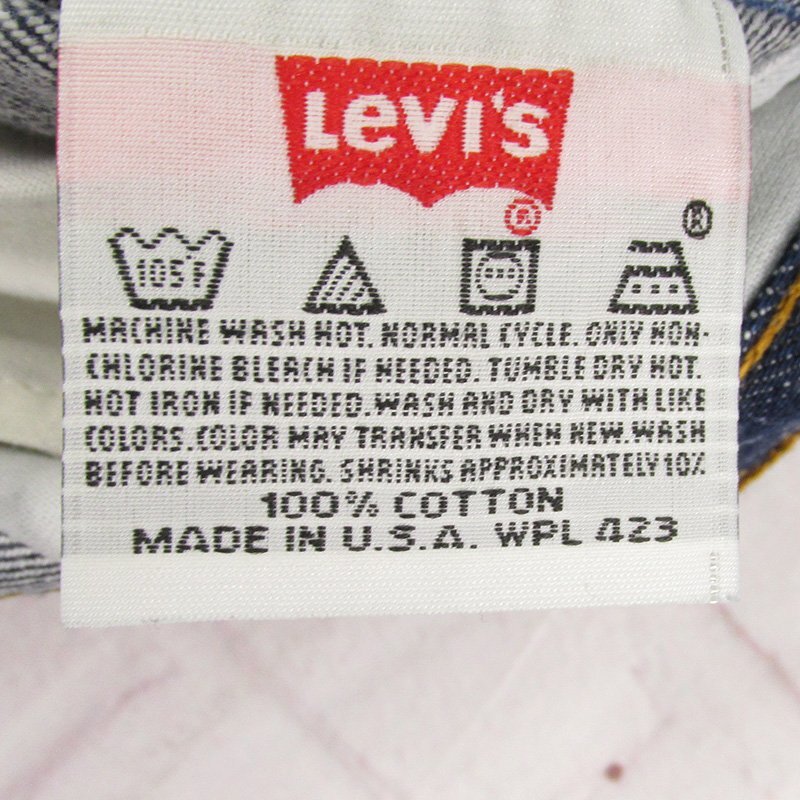 Levi's
®
®
105F
MACHINE WASH HOT. NORMAL CYCLE. ONLY NON-
CHLORINE BLEACH IF NEEDED. TUMBLE DRY HOT.
HOT IRON IF NEEDED. WASH AND DRY WITH LIKE
COLORS. COLOR MAY TRANSFER WHEN NEW. WASH
BEFORE WEARING. SHRINKS APPROXIMATELY 10%
100% COTTON
MADE IN U.S.A. WPL 423